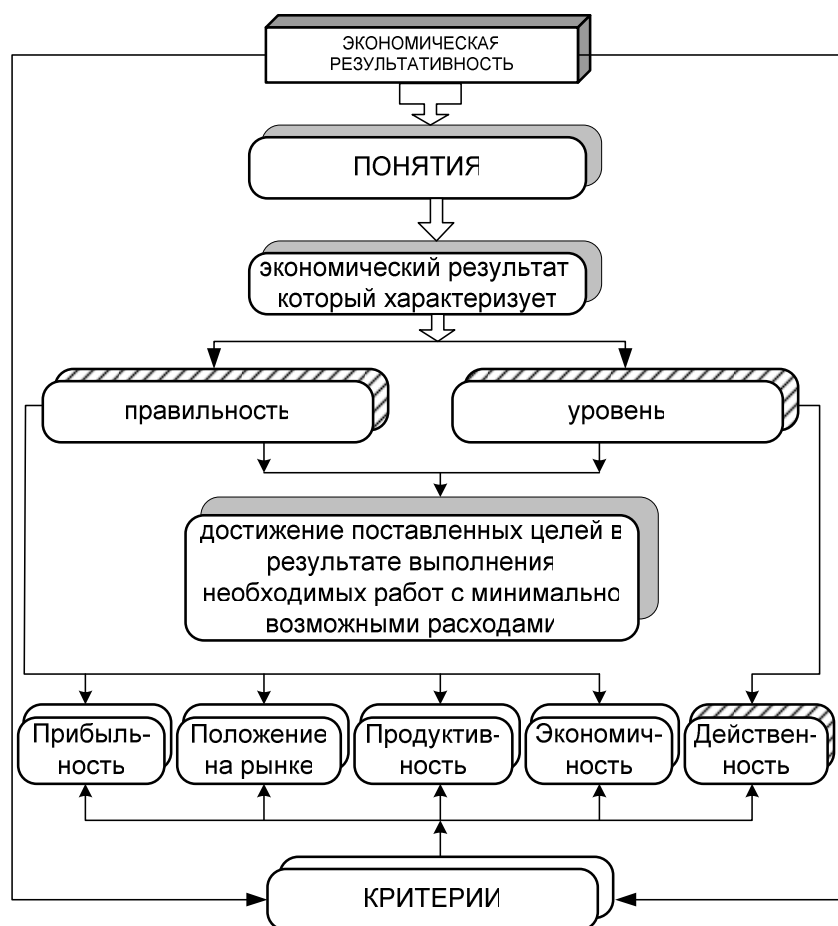 ЭКОНОМИЧЕСКАЯ
РЕЗУЛЬТАТИВНОСТЬ
ПОНЯТИЯ
экономический результат
который характеризует
правильность
уровень
достижение поставленных целей в
результате выполнения
необходимых работ с минимально
возможными расходами
Прибыль-
ность
Положение
на рынке
Продуктив-
ность
Экономич-
ность
Действен-
ность
КРИТЕРИИ